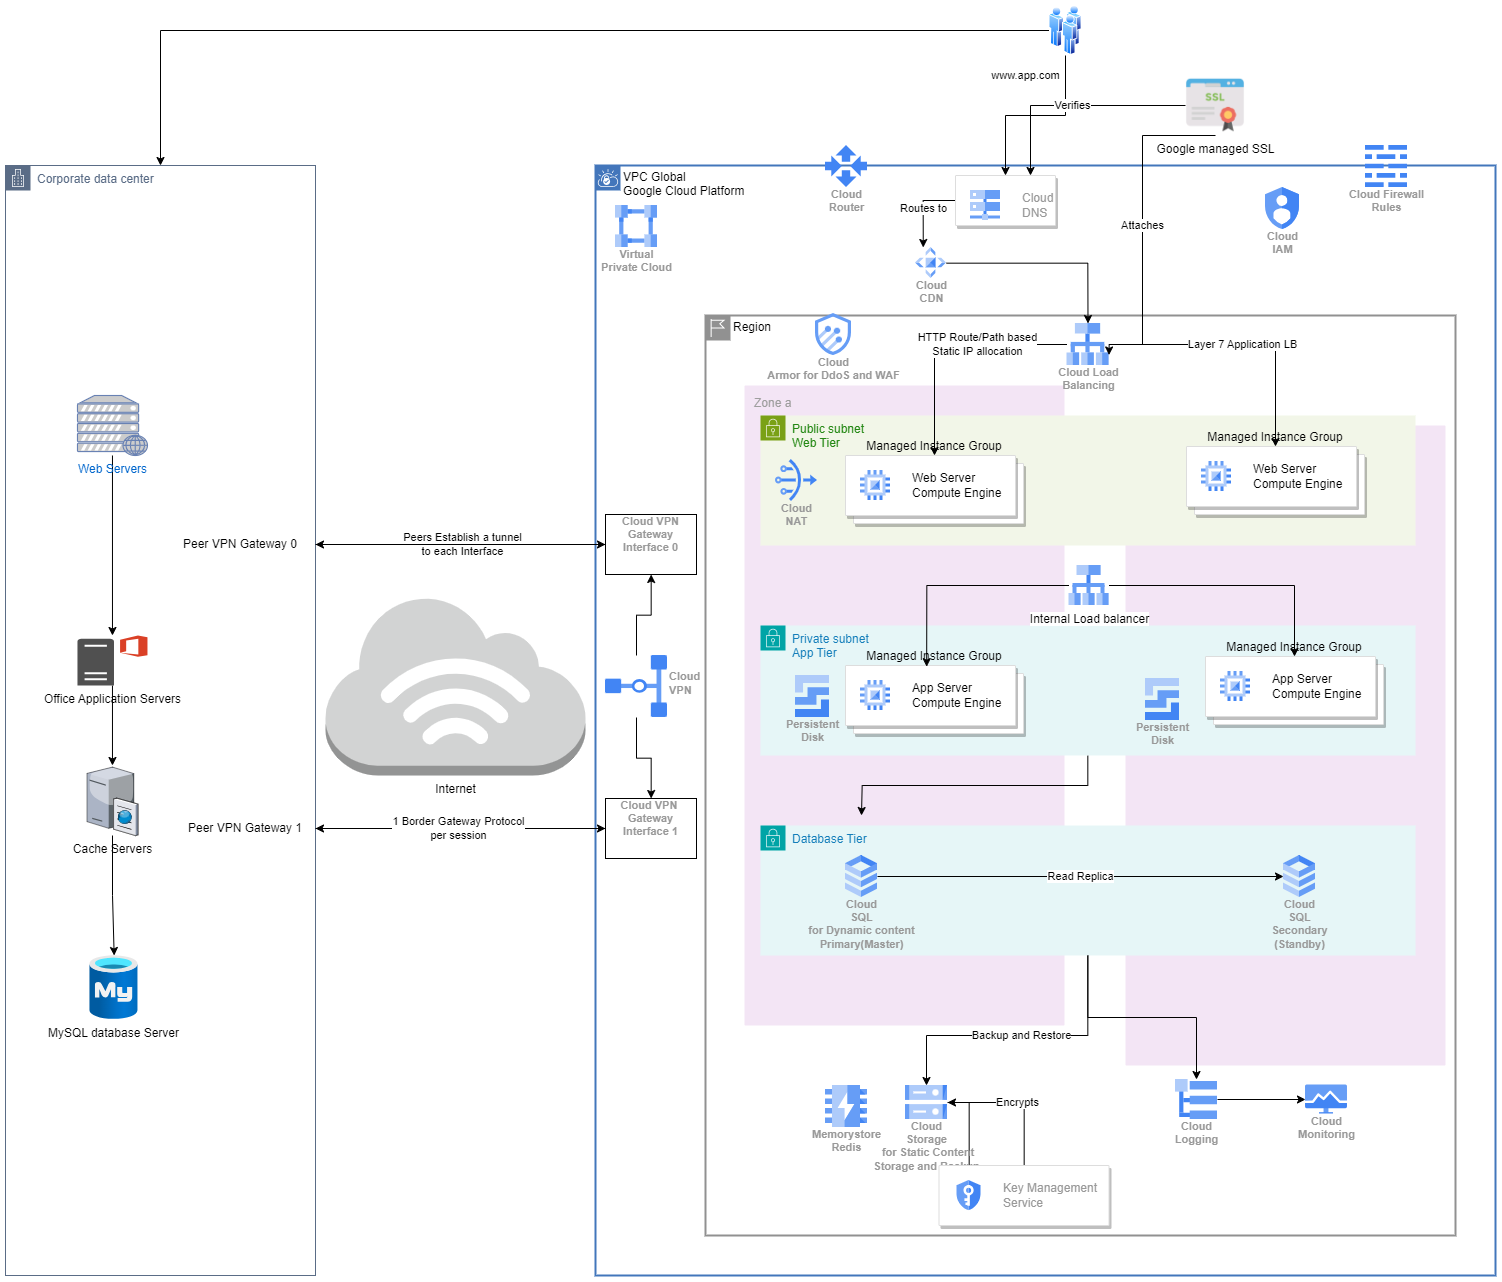 www.app.com
Verifies
SSL
Google managed SSL
Corporate data center
VPC Global
Google Cloud Platform
Virtual
Private Cloud
Cloud
Router
Routes to
Cloud
DNS
Cloud
CDN
Attaches
Cloud
IAM
Cloud Firewall
Rules
Region
Cloud
Armor for DdoS and WAF
HTTP Route/Path based
Static IP allocation
Cloud Load
Balancing
Layer 7 Application LB
Zone a
Public subnet
Web Tier
Cloud
NAT
Managed Instance Group
Web Server
Compute Engine
Managed Instance Group
Web Server
Compute Engine
Web Servers
Peer VPN Gateway 0
Peers Establish a tunnel
to each Interface
Cloud VPN
Gateway
Interface 0
Internal Load balancer
Private subnet
App Tier
Managed Instance Group
App Server
Compute Engine
Persistent
Disk
Managed Instance Group
App Server
Compute Engine
Persistent
Disk
Office Application Servers
Internet
Cloud
VPN
Cache Servers
Peer VPN Gateway 1
1 Border Gateway Protocol
per session
Cloud VPN
Gateway
Interface 1
Database Tier
Cloud
SQL
for Dynamic content
Primary(Master)
Read Replica
Cloud
SQL
Secondary
(Standby)
My
MySQL database Server
Backup and Restore
Memorystore
Redis
Cloud
Storage
for Static Content
Storage and Backup
Encrypts
Key Management
Service
Cloud
Logging
Cloud
Monitoring